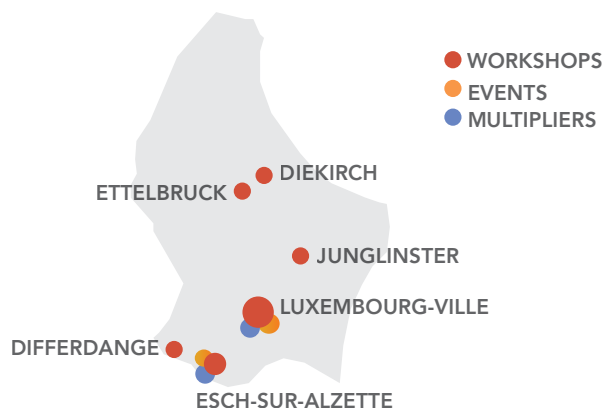 WORKSHOPS
EVENTS
MULTIPLIERS
DIEKIRCH
ETTELBRUCK
JUNGLINSTER
LUXEMBOURG-VILLE
DIFFERDANGE
ESCH-SUR-ALZETTE